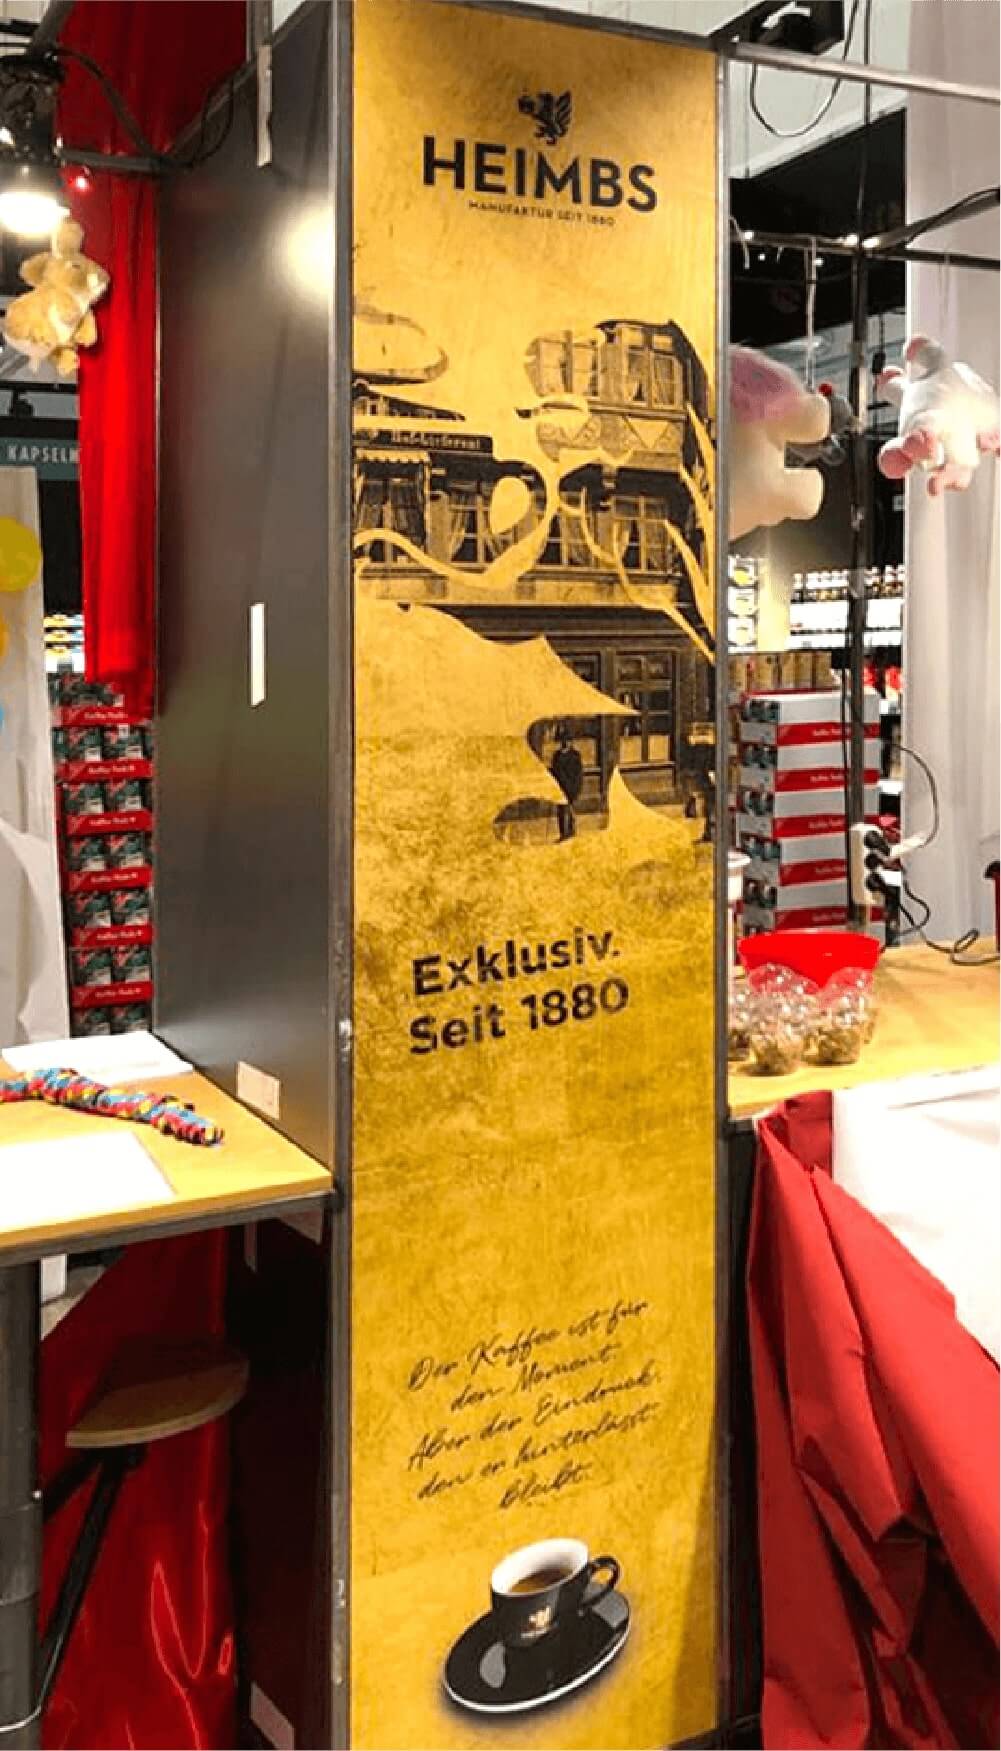 HEIMBS
MANUFAKTUR SEIT 1880
KAPSELN
Exklusiv.
Seit 1880
Der Kaffee ist für
den Moment.
Aber der Eindruck,
den er hinterlässt,
bleibt.